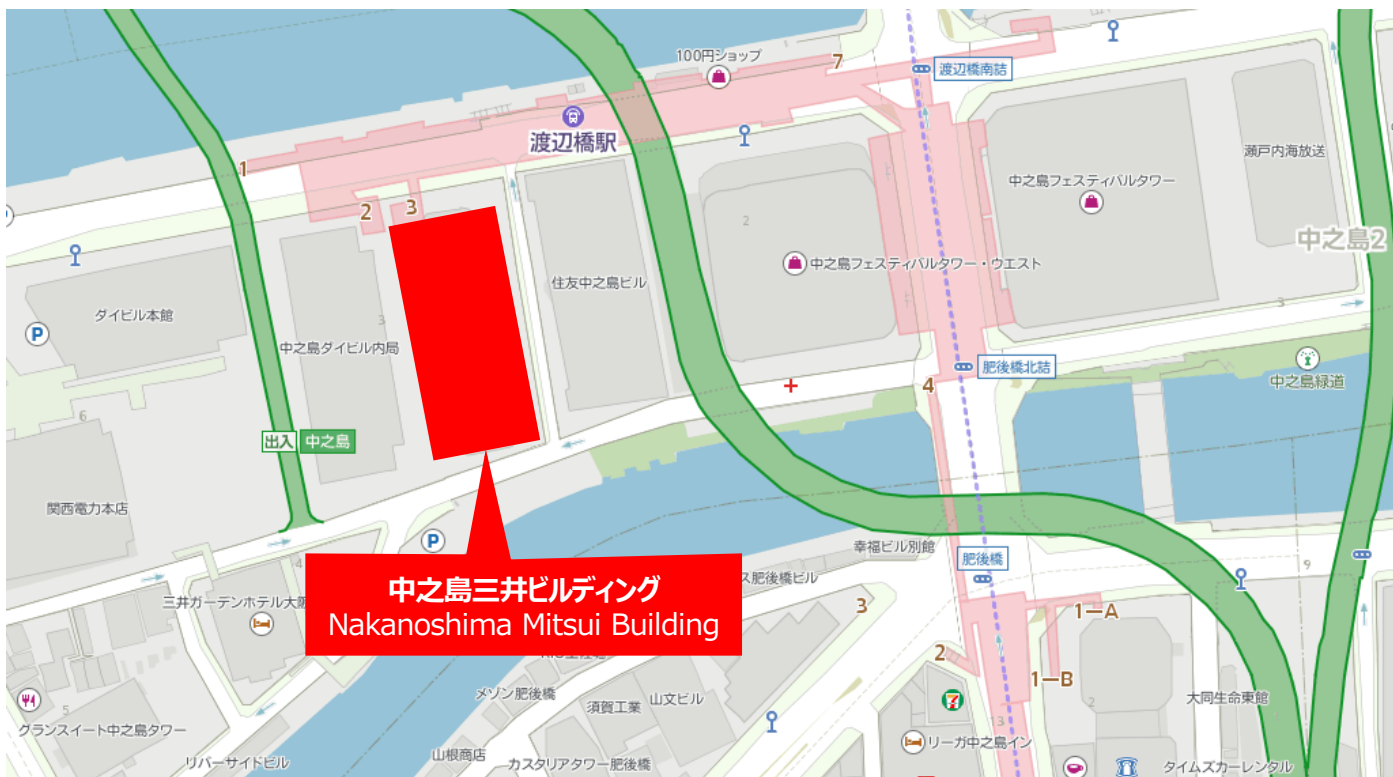 100円ショップ
7
渡辺橋南詰
渡辺橋駅
瀬戸内海放送
1
中之島フェスティバルタワー
2
3
2
中之島2
中之島フェスティバルタワー・ウエスト
住友中之島ビル
3
ダイビル本館
P
3
中之島ダイビル内局
肥後橋北詰
中之島緑道
4
6
出入 中之島
関西電力本店
P
幸福ビル別館
肥後橋
9
4
ス肥後橋ビル
三井ガーデンホテル大阪
中之島三井ビルディング
Nakanoshima Mitsui Building
3
1—A
2
1—B
メゾン肥後橋
山文ビル
須賀工業
2
大同生命東館
5
グランスイート中之島タワー
13
リーガ中之島イン
山根商店
リバーサイドビル
カスタリアタワー肥後橋
タイムズカーレンタル